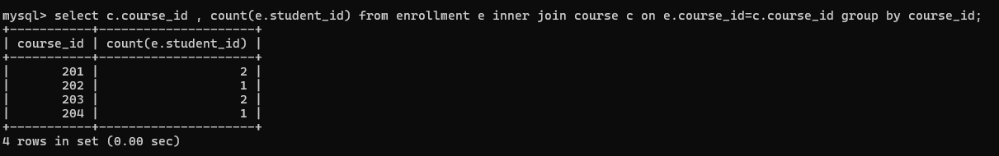 mysql> select c.course_id , count(e.student_id) from enrollment e inner join course c on e.course_id=c.course_id group by course_id;
+-----------+---------------------+
| course_id | count(e.student_id) |
+-----------+---------------------+
|       201 |                   2 |
|       202 |                   1 |
|       203 |                   2 |
|       204 |                   1 |
+-----------+---------------------+
4 rows in set (0.00 sec)